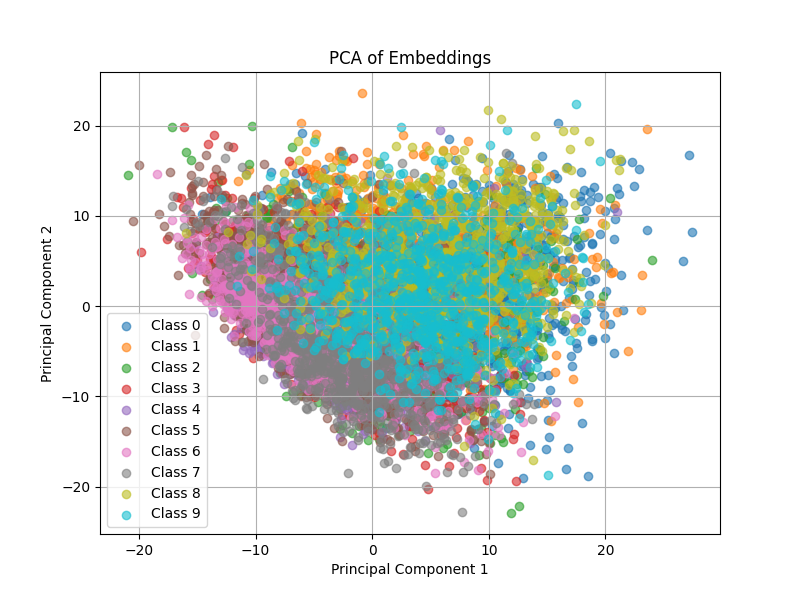 PCA of Embeddings
Principal Component 2
20
10
0
−10
−20
Class 0
Class 1
Class 2
Class 3
Class 4
Class 5
Class 6
Class 7
Class 8
Class 9
−20 −10 0 10 20
Principal Component 1